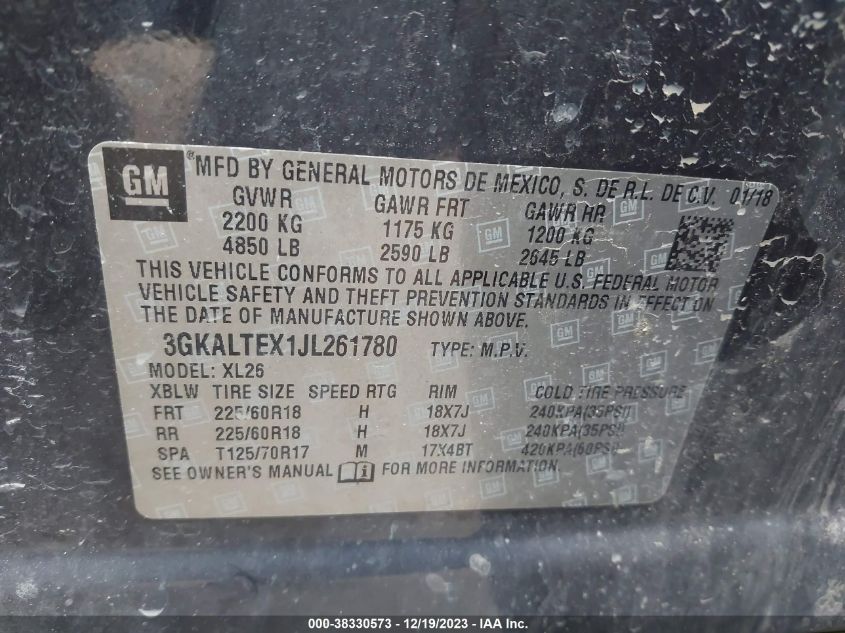 GM ® MFD BY GENERAL MOTORS DE MEXICO, S. DE R.L. DE C.V. 01/18
GVWR GAWR FRT GAWR RR
2200 KG 1175 KG 1200 KG
4850 LB 2590 LB 2645 LB
THIS VEHICLE CONFORMS TO ALL APPLICABLE U.S. FEDERAL MOTOR
VEHICLE SAFETY AND THEFT PREVENTION STANDARDS IN EFFECT ON
THE DATE OF MANUFACTURE SHOWN ABOVE.
3GKALTEX1JL261780 TYPE: M.P.V.
MODEL: XL26
XBLW TIRE SIZE SPEED RTG RIM COLD TIRE PRESSURE
FRT 225/60R18 H 18X7J 240KPA(35PSI)
RR 225/60R18 H 18X7J 240KPA(35PSI)
SPA T125/70R17 M 17X4BT 420KPA(60PSI)
SEE OWNER'S MANUAL FOR MORE INFORMATION.
000-38330573 — 12/19/2023 — IAA Inc.